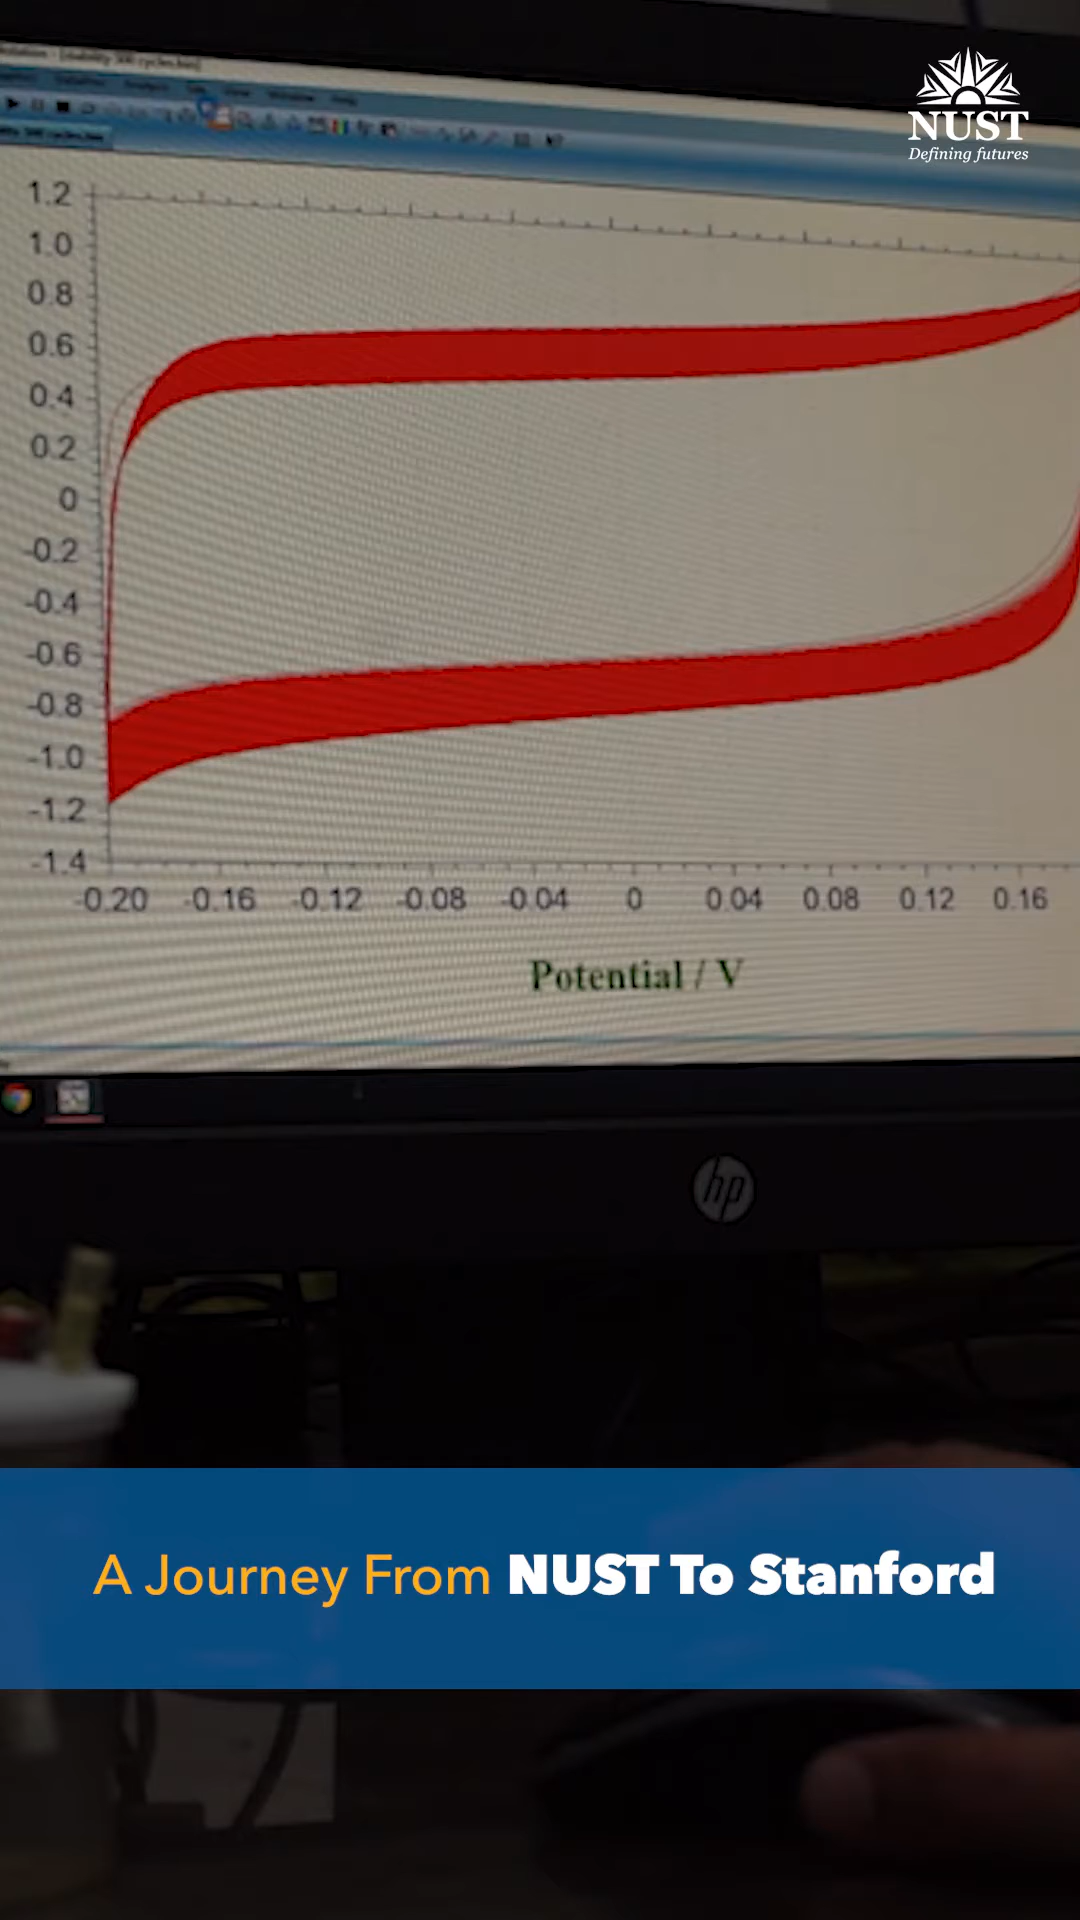 NUST
Defining futures
1.2
1.0
0.8
0.6
0.4
0.2
0
-0.2
-0.4
-0.6
-0.8
-1.0
-1.2
-1.4
-0.20 -0.16 -0.12 -0.08 -0.04 0 0.04 0.08 0.12 0.16
Potential / V
hp
A Journey From NUST To Stanford